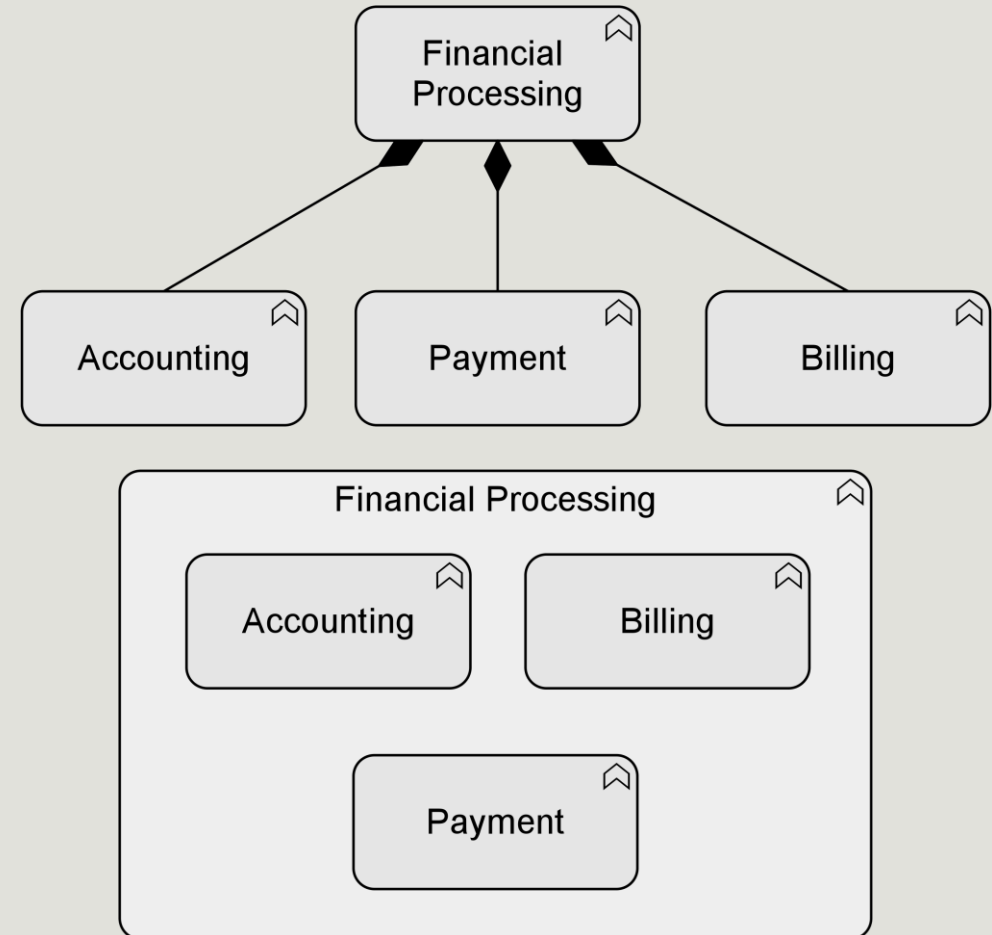 Financial
Processing
Accounting
Payment
Billing
Financial Processing
Accounting
Billing
Payment